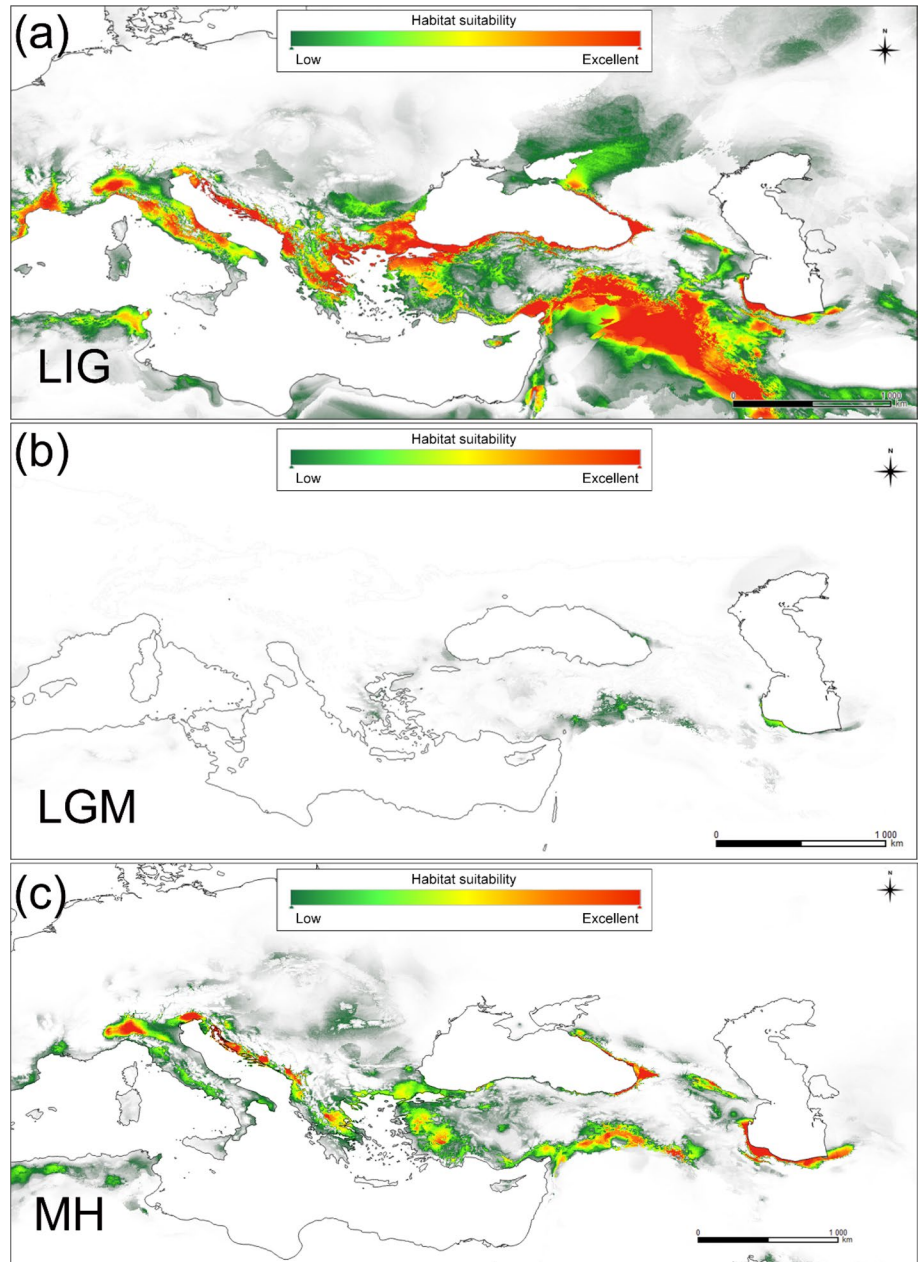 (a)
Habitat suitability
Low Excellent
N
LIG
0 1 000
km
(b)
Habitat suitability
Low Excellent
N
LGM
0 1 000
km
(c)
Habitat suitability
Low Excellent
N
MH
0 1 000
km